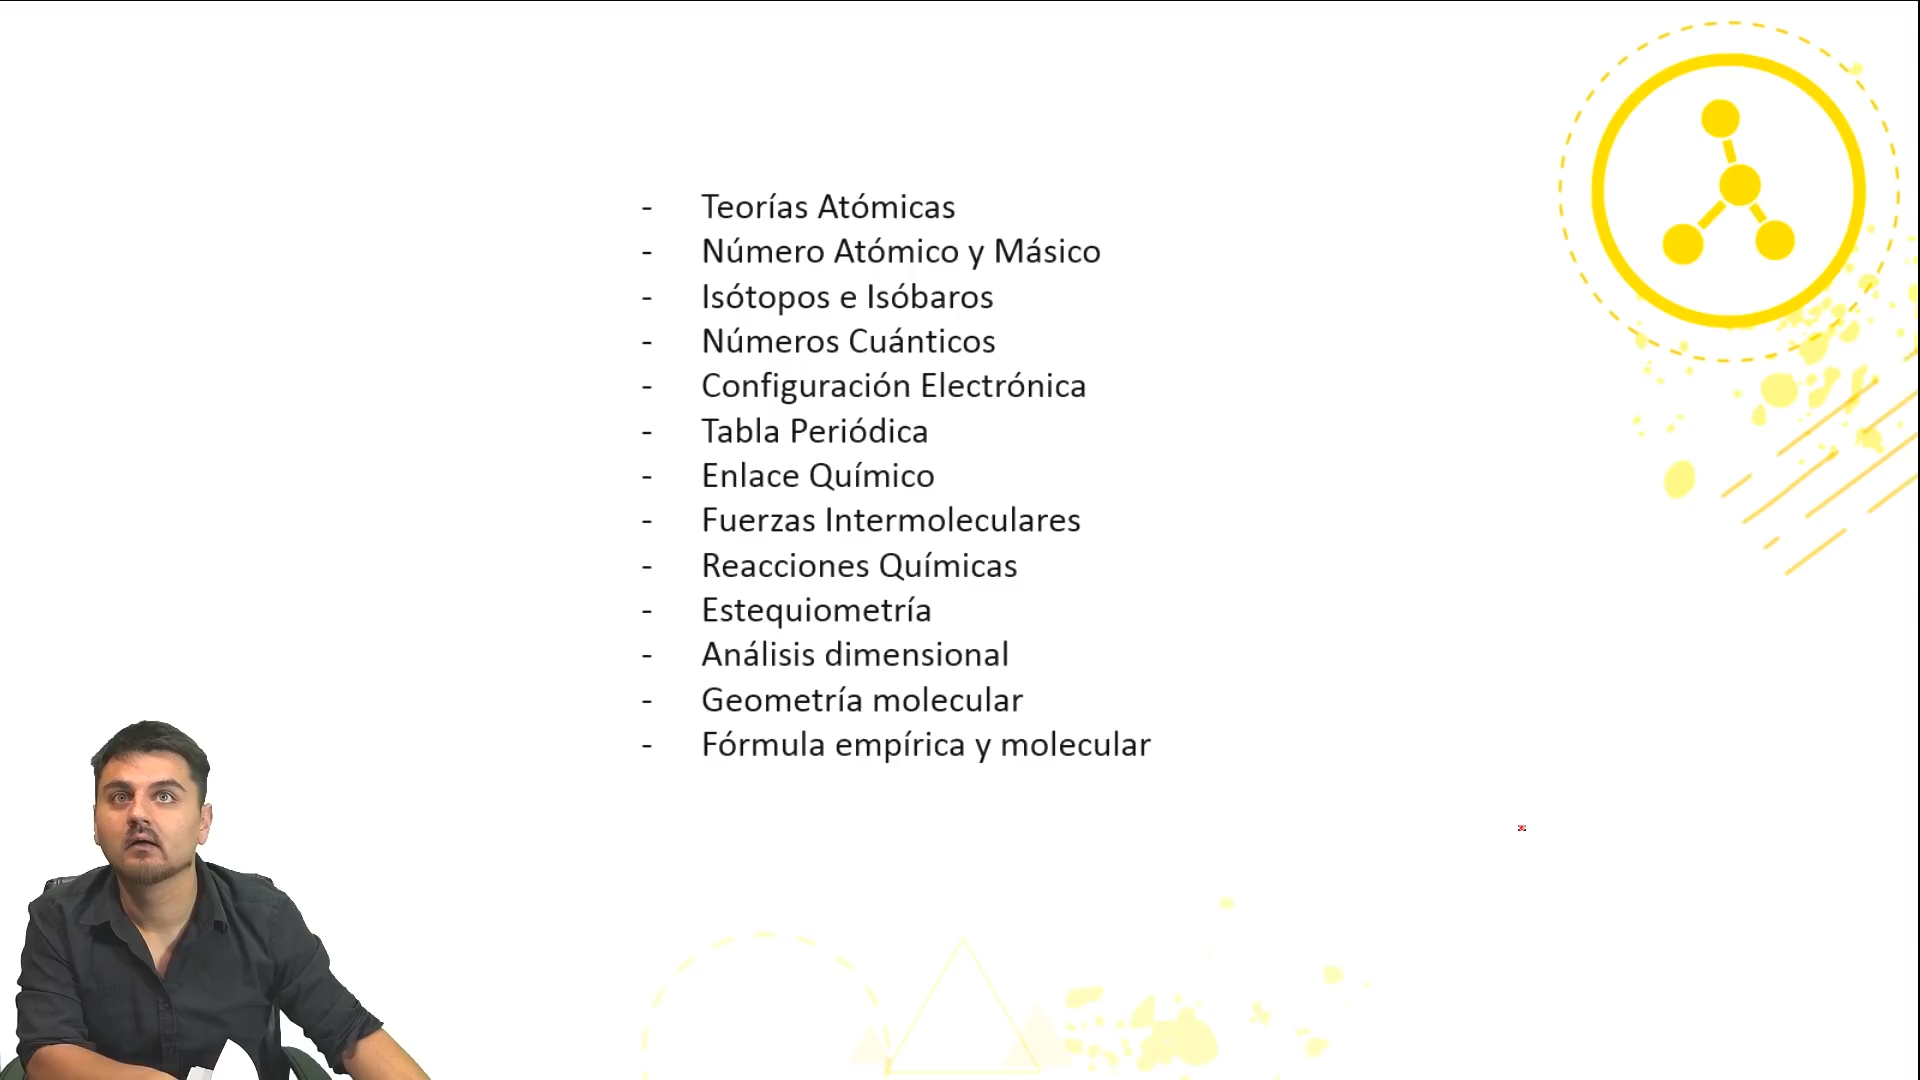 - Teorías Atómicas
- Número Atómico y Másico
- Isótopos e Isóbaros
- Números Cuánticos
- Configuración Electrónica
- Tabla Periódica
- Enlace Químico
- Fuerzas Intermoleculares
- Reacciones Químicas
- Estequiometría
- Análisis dimensional
- Geometría molecular
- Fórmula empírica y molecular